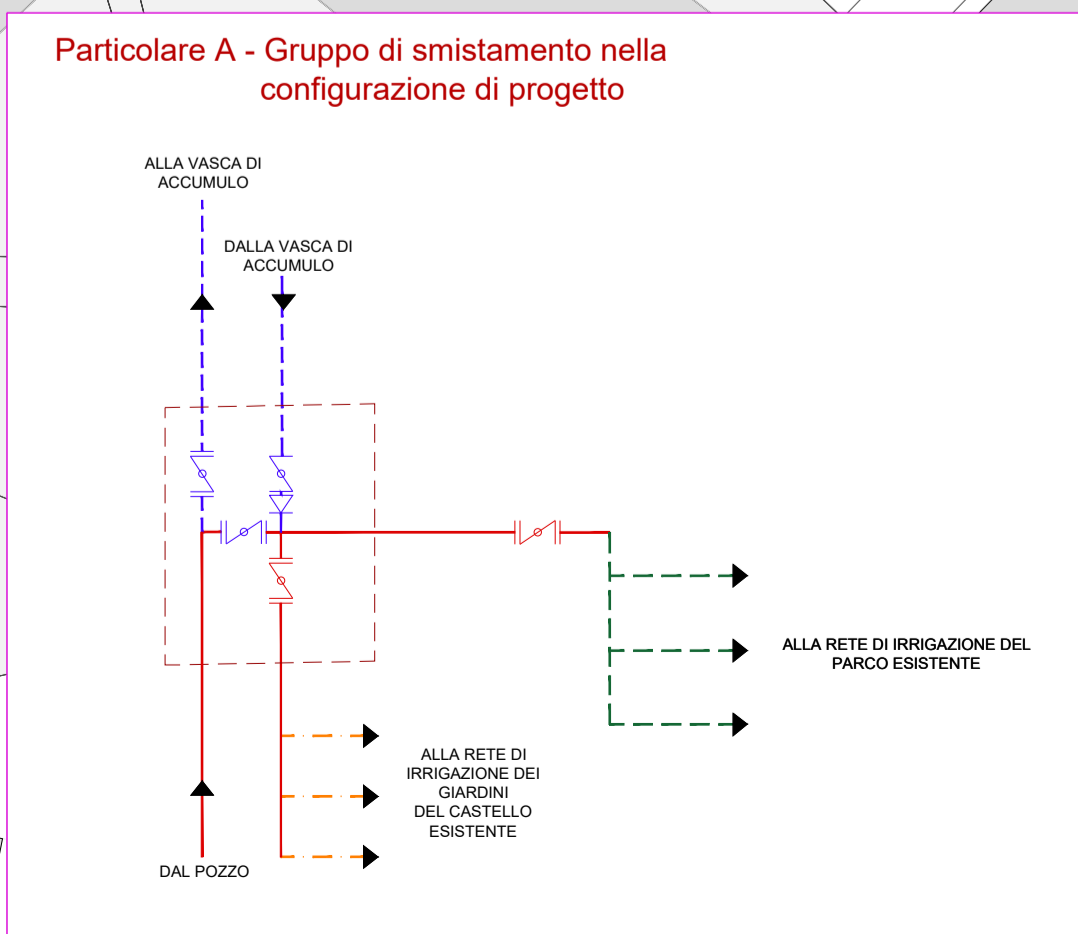 Particolare A - Gruppo di smistamento nella
configurazione di progetto
ALLA VASCA DI
ACCUMULO
DALLA VASCA DI
ACCUMULO
ALLA RETE DI IRRIGAZIONE DEL
PARCO ESISTENTE
ALLA RETE DI
IRRIGAZIONE DEI
GIARDINI
DEL CASTELLO
ESISTENTE
DAL POZZO